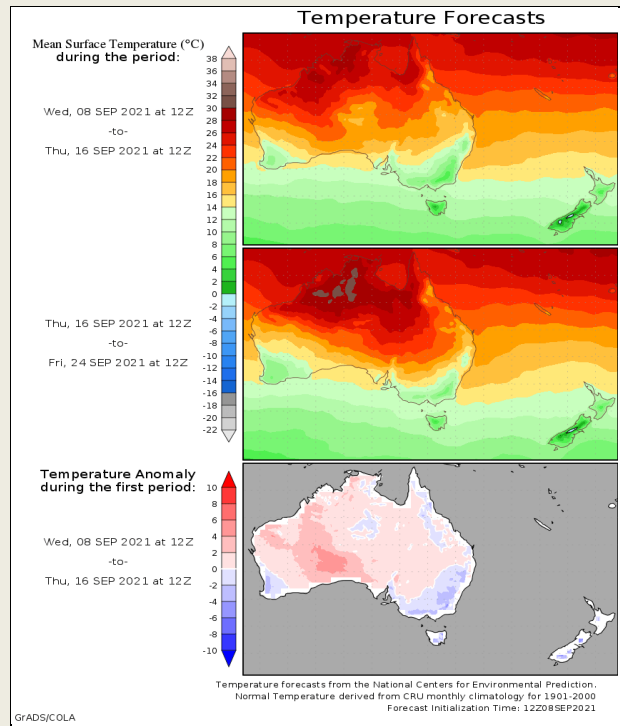 Temperature Forecasts
Mean Surface Temperature (°C)
during the period:
Wed, 08 SEP 2021 at 12Z
-to-
Thu, 16 SEP 2021 at 12Z
38
36
34
32
30
28
26
24
22
20
18
16
14
12
10
8
6
4
2
0
-2
-4
-6
-8
-10
-12
-14
-16
-18
-20
-22
Thu, 16 SEP 2021 at 12Z
-to-
Fri, 24 SEP 2021 at 12Z
Temperature Anomaly
during the first period:
Wed, 08 SEP 2021 at 12Z
-to-
Thu, 16 SEP 2021 at 12Z
10
8
6
4
2
0
-2
-4
-6
-8
-10
Temperature forecasts from the National Centers for Environmental Prediction.
Normal Temperature derived from CRU monthly climatology for 1901-2000
Forecast Initialization Time: 12Z08SEP2021
GrADS/COLA